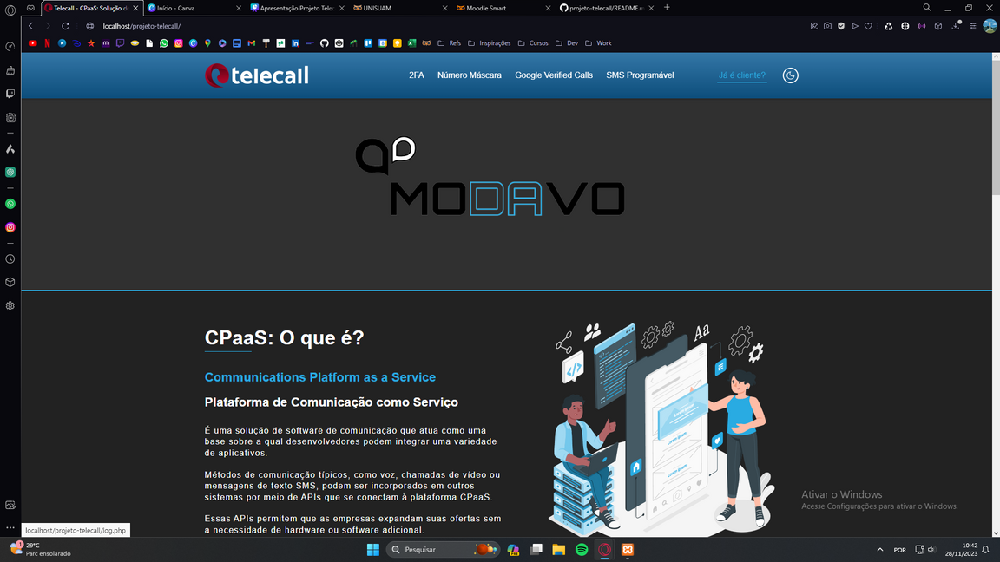 Telecall - CPaaS: Solução de
Início - Canva
Apresentação Projeto Telec
UNISUAM
Moodle Smart
projeto-telecall/README.m
localhost/projeto-telecall/
Refs
Inspirações
Cursos
Dev
Work
telecall
2FA
Número Máscara
Google Verified Calls
SMS Programável
Já é cliente?
MODAVO
CPaaS: O que é?
Communications Platform as a Service
Plataforma de Comunicação como Serviço
É uma solução de software de comunicação que atua como uma
base sobre a qual desenvolvedores podem integrar uma variedade
de aplicativos.
Métodos de comunicação típicos, como voz, chamadas de vídeo ou
mensagens de texto SMS, podem ser incorporados em outros
sistemas por meio de APIs que se conectam à plataforma CPaaS.
Essas APIs permitem que as empresas expandam suas ofertas sem
a necessidade de hardware ou software adicional.
Aa
</>
LOREM IPSUM
LOREM IPSUM
Ativar o Windows
Acesse Configurações para ativar o Windows.
localhost/projeto-telecall/log.php
1
29°C
Parc ensolarado
Pesquisar
POR
10:42
28/11/2023